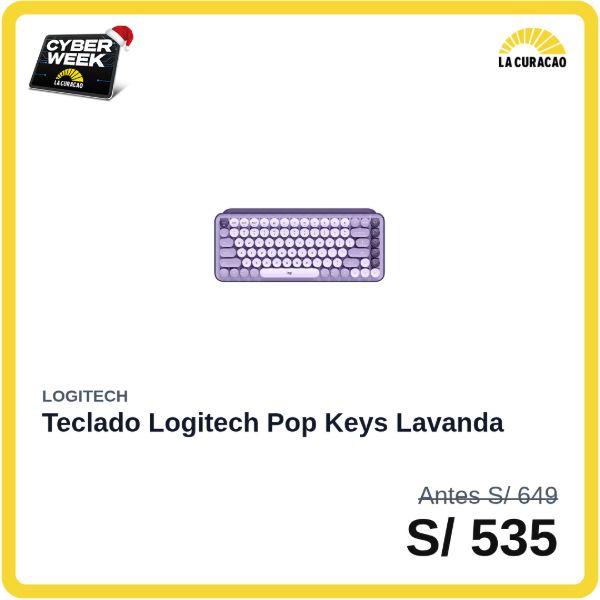 CYBER
WEEK
LA CURACAO
LA CURACAO
LOGITECH
Teclado Logitech Pop Keys Lavanda
Antes S/ 649
S/ 535